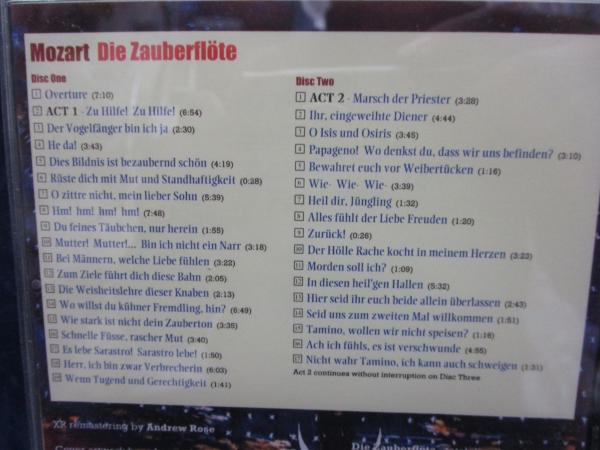 Mozart Die Zauberflöte
Disc One
1 Overture (7:10)
2 ACT 1 - Zu Hilfe! Zu Hilfe! (6:54)
3 Der Vogelfänger bin ich ja (2:30)
4 He da! (3:43)
5 Dies Bildnis ist bezaubernd schön (4:19)
6 Rüste dich mit Mut und Standhaftigkeit (0:28)
7 O zittre nicht, mein lieber Sohn (5:39)
8 Hm! hm! hm! hm! (7:48)
9 Du feines Täubchen, nur herein (1:55)
10 Mutter! Mutter!... Bin ich nicht ein Narr (3:18)
11 Bei Männern, welche Liebe fühlen (3:22)
12 Zum Ziele führt dich diese Bahn (2:05)
13 Die Weisheitslehre dieser Knaben (2:13)
14 Wo willst du kühner Fremdling, hin? (6:49)
15 Wie stark ist nicht dein Zauberton (3:35)
16 Schnelle Füsse, rascher Mut (3:40)
17 Es lebe Sarastro! Sarastro lebe! (1:50)
18 Herr, ich bin zwar Verbrecherin (6:03)
19 Wenn Tugend und Gerechtigkeit (1:41)
Disc Two
1 ACT 2 - Marsch der Priester (3:28)
2 Ihr, eingeweihte Diener (4:44)
3 O Isis und Osiris (3:45)
4 Papageno! Wo denkst du, dass wir uns befinden? (3:10)
5 Bewahret euch vor Weibertücken (1:16)
6 Wie- Wie- Wie- (3:39)
7 Heil dir, Jüngling (1:32)
8 Alles fühlt der Liebe Freuden (1:20)
9 Zurück! (0:26)
10 Der Hölle Rache kocht in meinem Herzen (3:23)
11 Morden soll ich? (1:09)
12 In diesen heil'gen Hallen (5:32)
13 Hier seid ihr euch beide allein überlassen (2:43)
14 Seid uns zum zweiten Mal willkommen (1:51)
15 Tamino, wollen wir nicht speisen? (1:16)
16 Ach ich fühls, es ist verschwunde (4:55)
17 Nicht wahr Tamino, ich kann auch schweigen (1:31)
Act 2 continues without interruption on Disc Three
XR remastering by Andrew Rose
Cover artwork
Die Zauberflöte